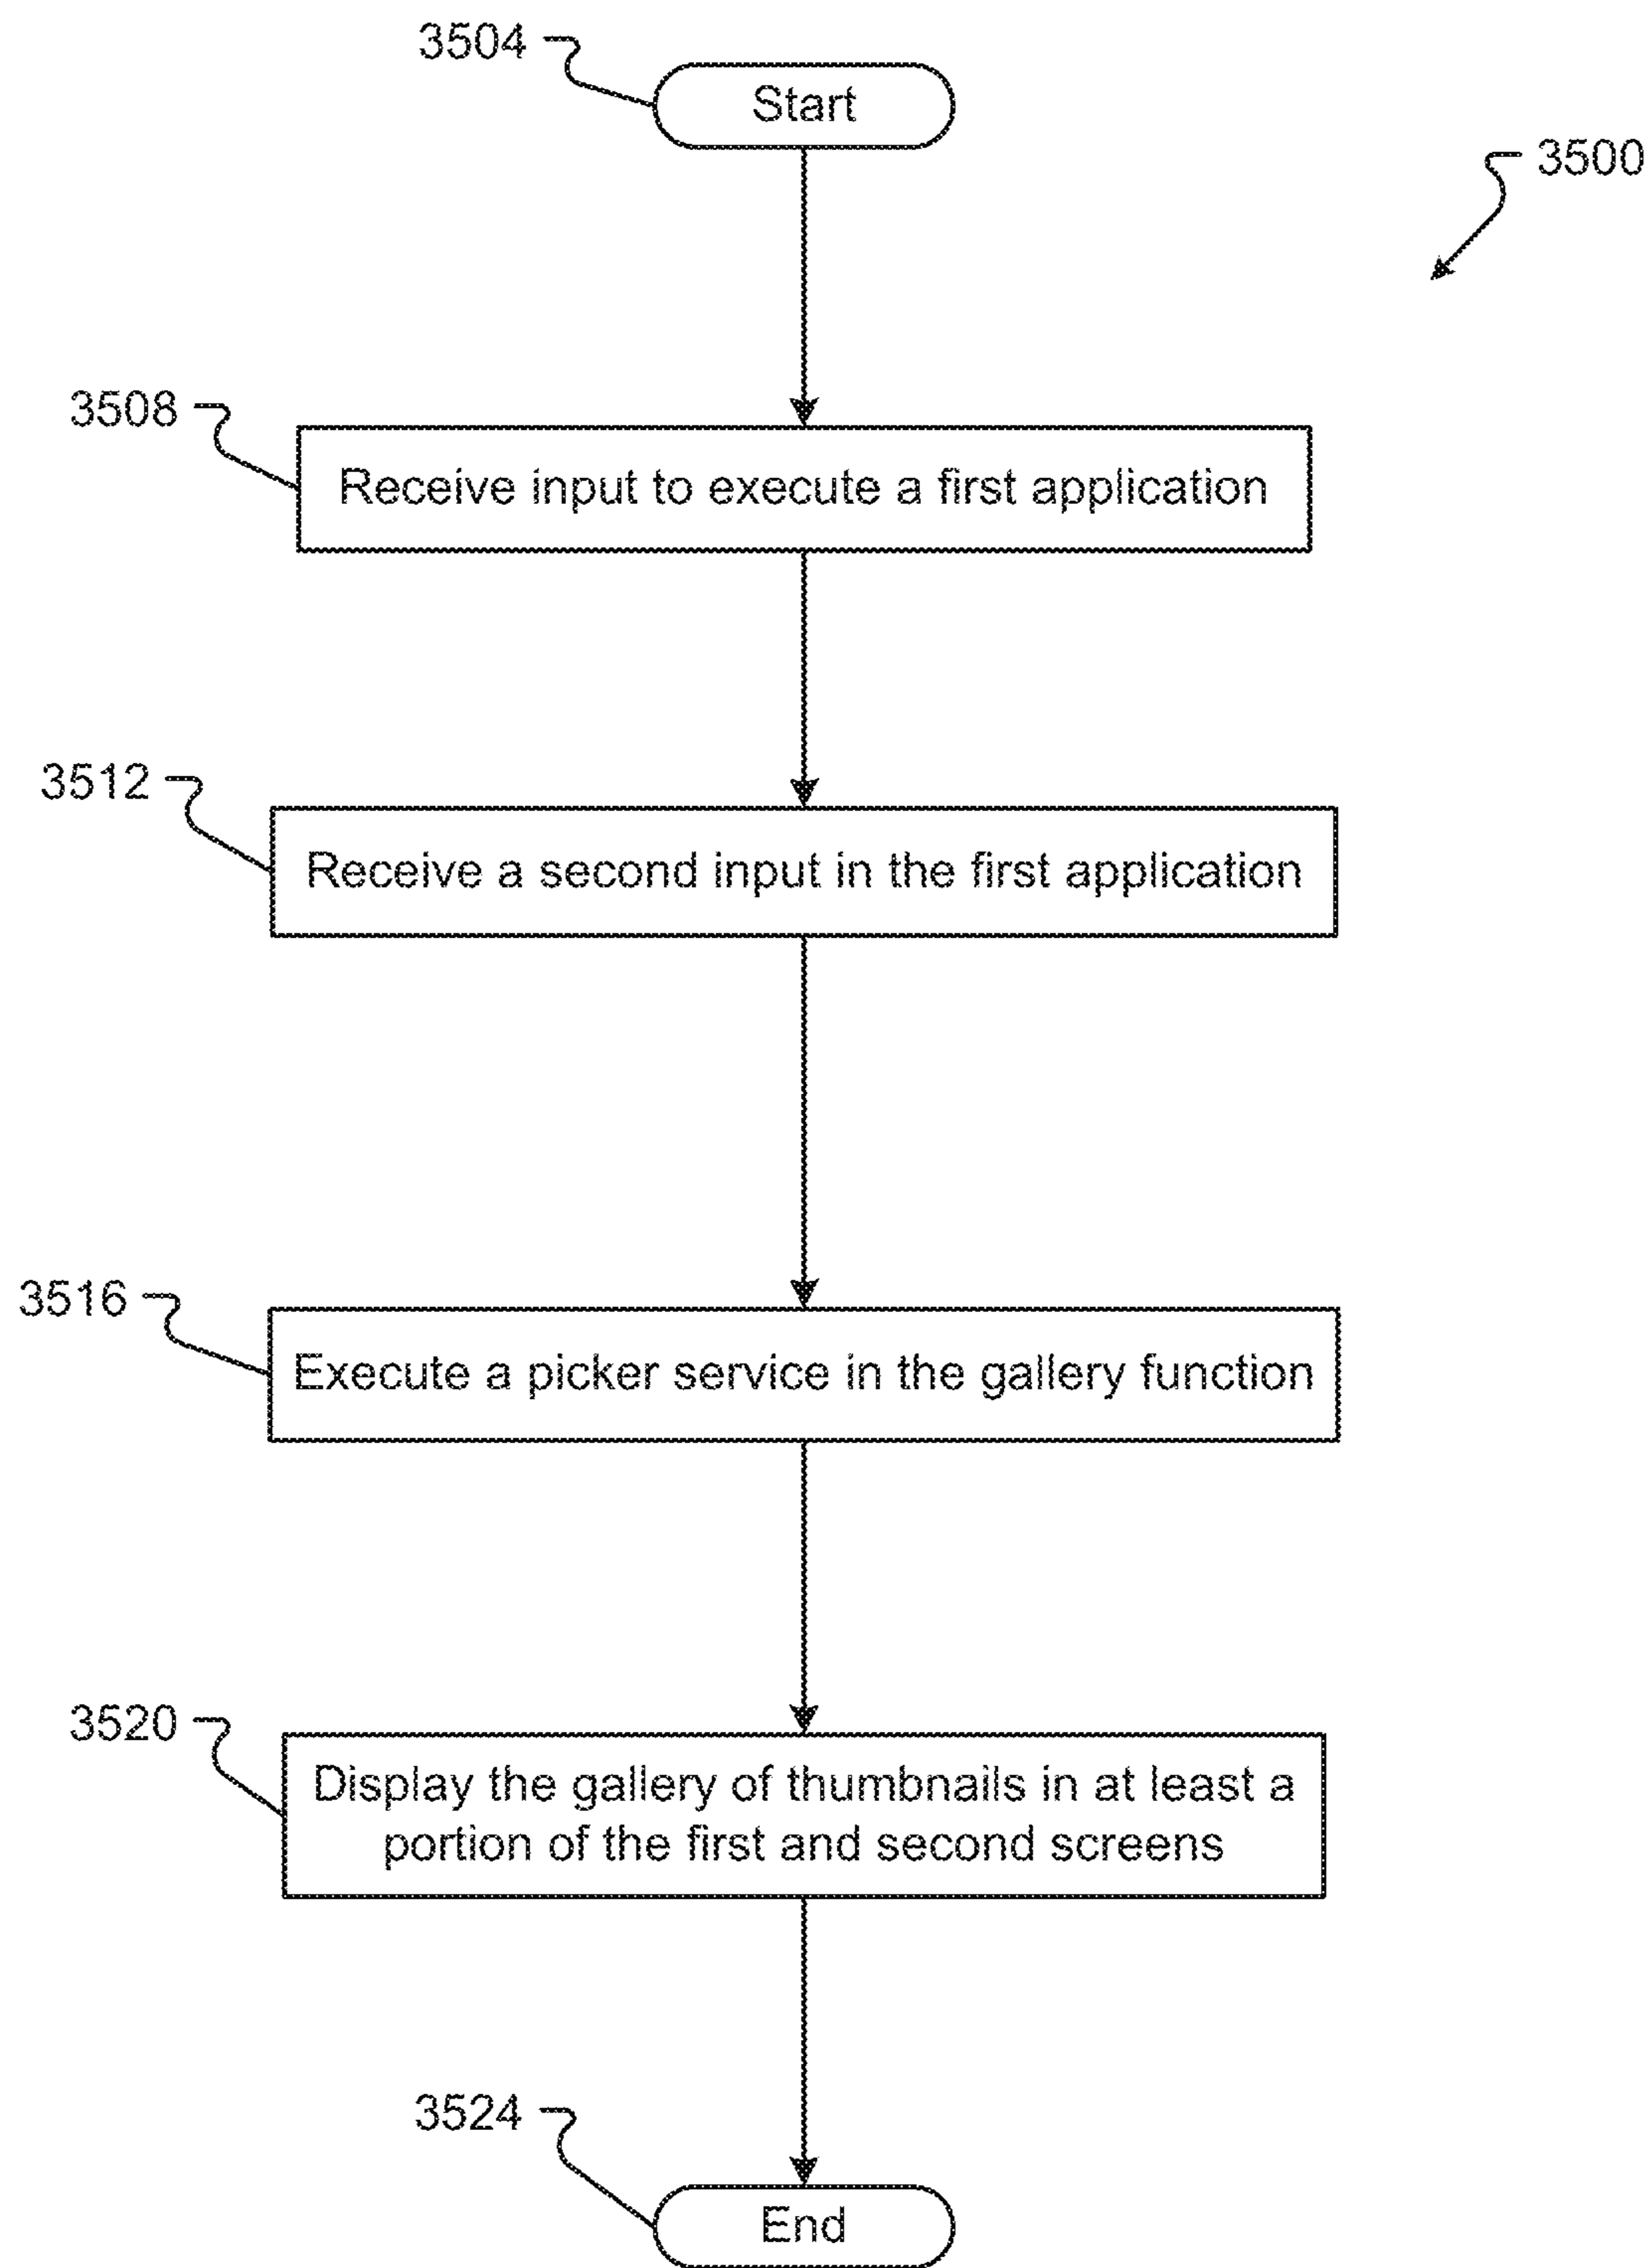 3504
Start
3500
3508
Receive input to execute a first application
3512
Receive a second input in the first application
3516
Execute a picker service in the gallery function
3520
Display the gallery of thumbnails in at least a
portion of the first and second screens
3524
End